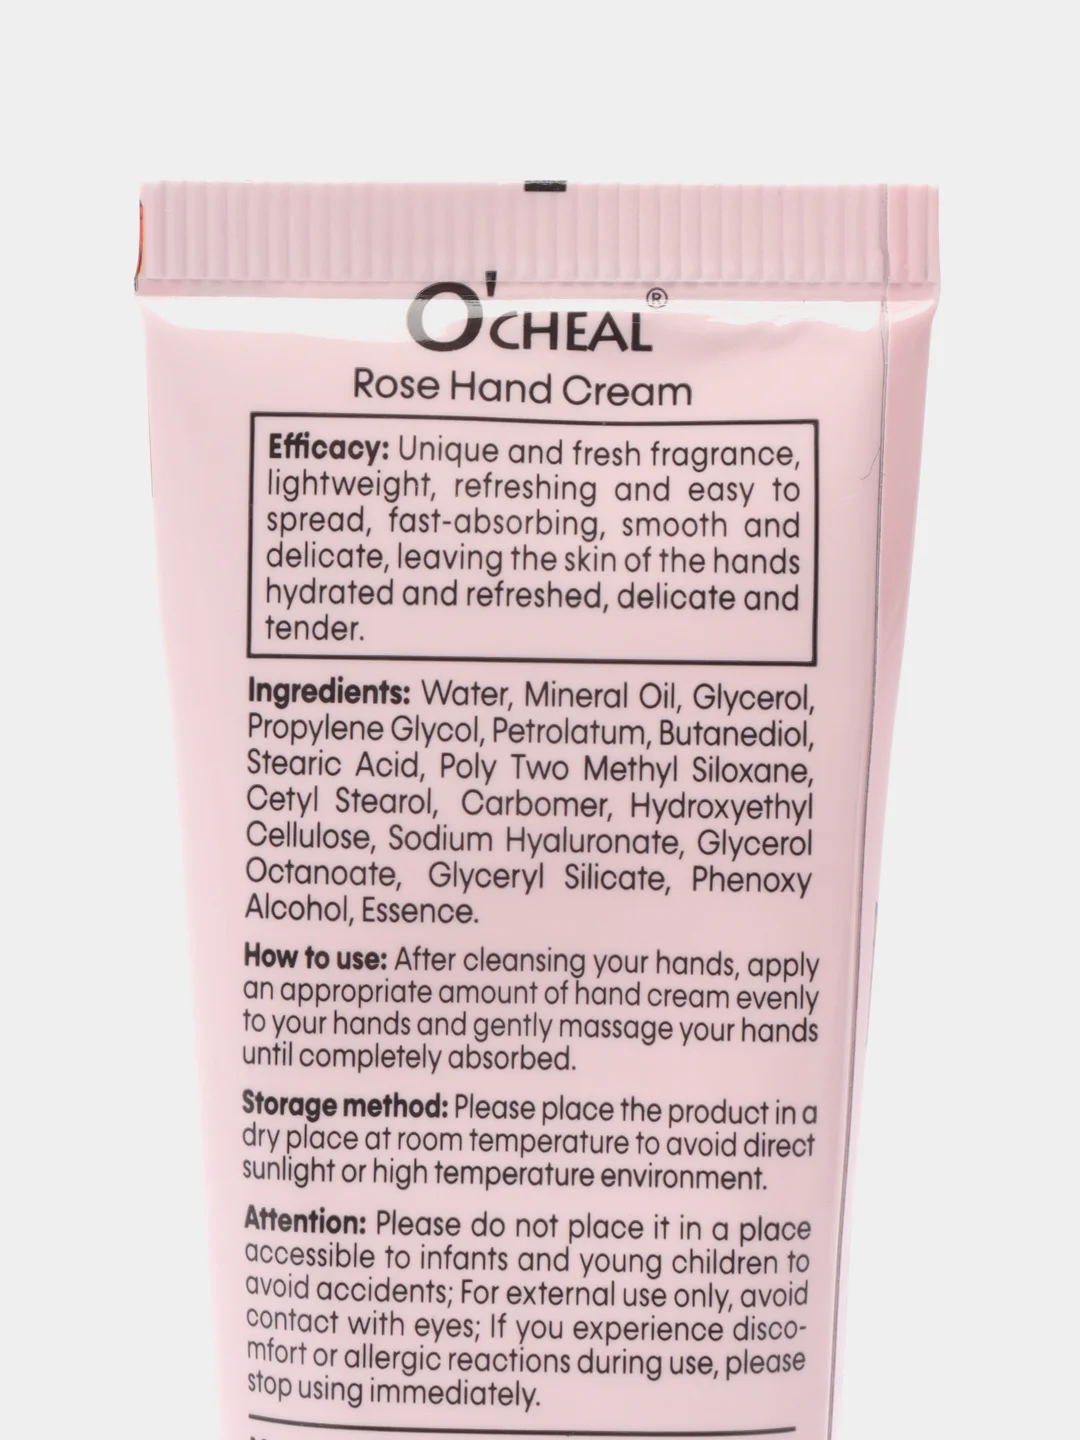 O'CHEAL®
Rose Hand Cream
Efficacy: Unique and fresh fragrance,
lightweight, refreshing and easy to
spread, fast-absorbing, smooth and
delicate, leaving the skin of the hands
hydrated and refreshed, delicate and
tender.
Ingredients: Water, Mineral Oil, Glycerol,
Propylene Glycol, Petrolatum, Butanediol,
Stearic Acid, Poly Two Methyl Siloxane,
Cetyl Stearol, Carbomer, Hydroxyethyl
Cellulose, Sodium Hyaluronate, Glycerol
Octanoate, Glyceryl Silicate, Phenoxy
Alcohol, Essence.
How to use: After cleansing your hands, apply
an appropriate amount of hand cream evenly
to your hands and gently massage your hands
until completely absorbed.
Storage method: Please place the product in a
dry place at room temperature to avoid direct
sunlight or high temperature environment.
Attention: Please do not place it in a place
accessible to infants and young children to
avoid accidents; For external use only, avoid
contact with eyes; If you experience disco-
mfort or allergic reactions during use, please
stop using immediately.